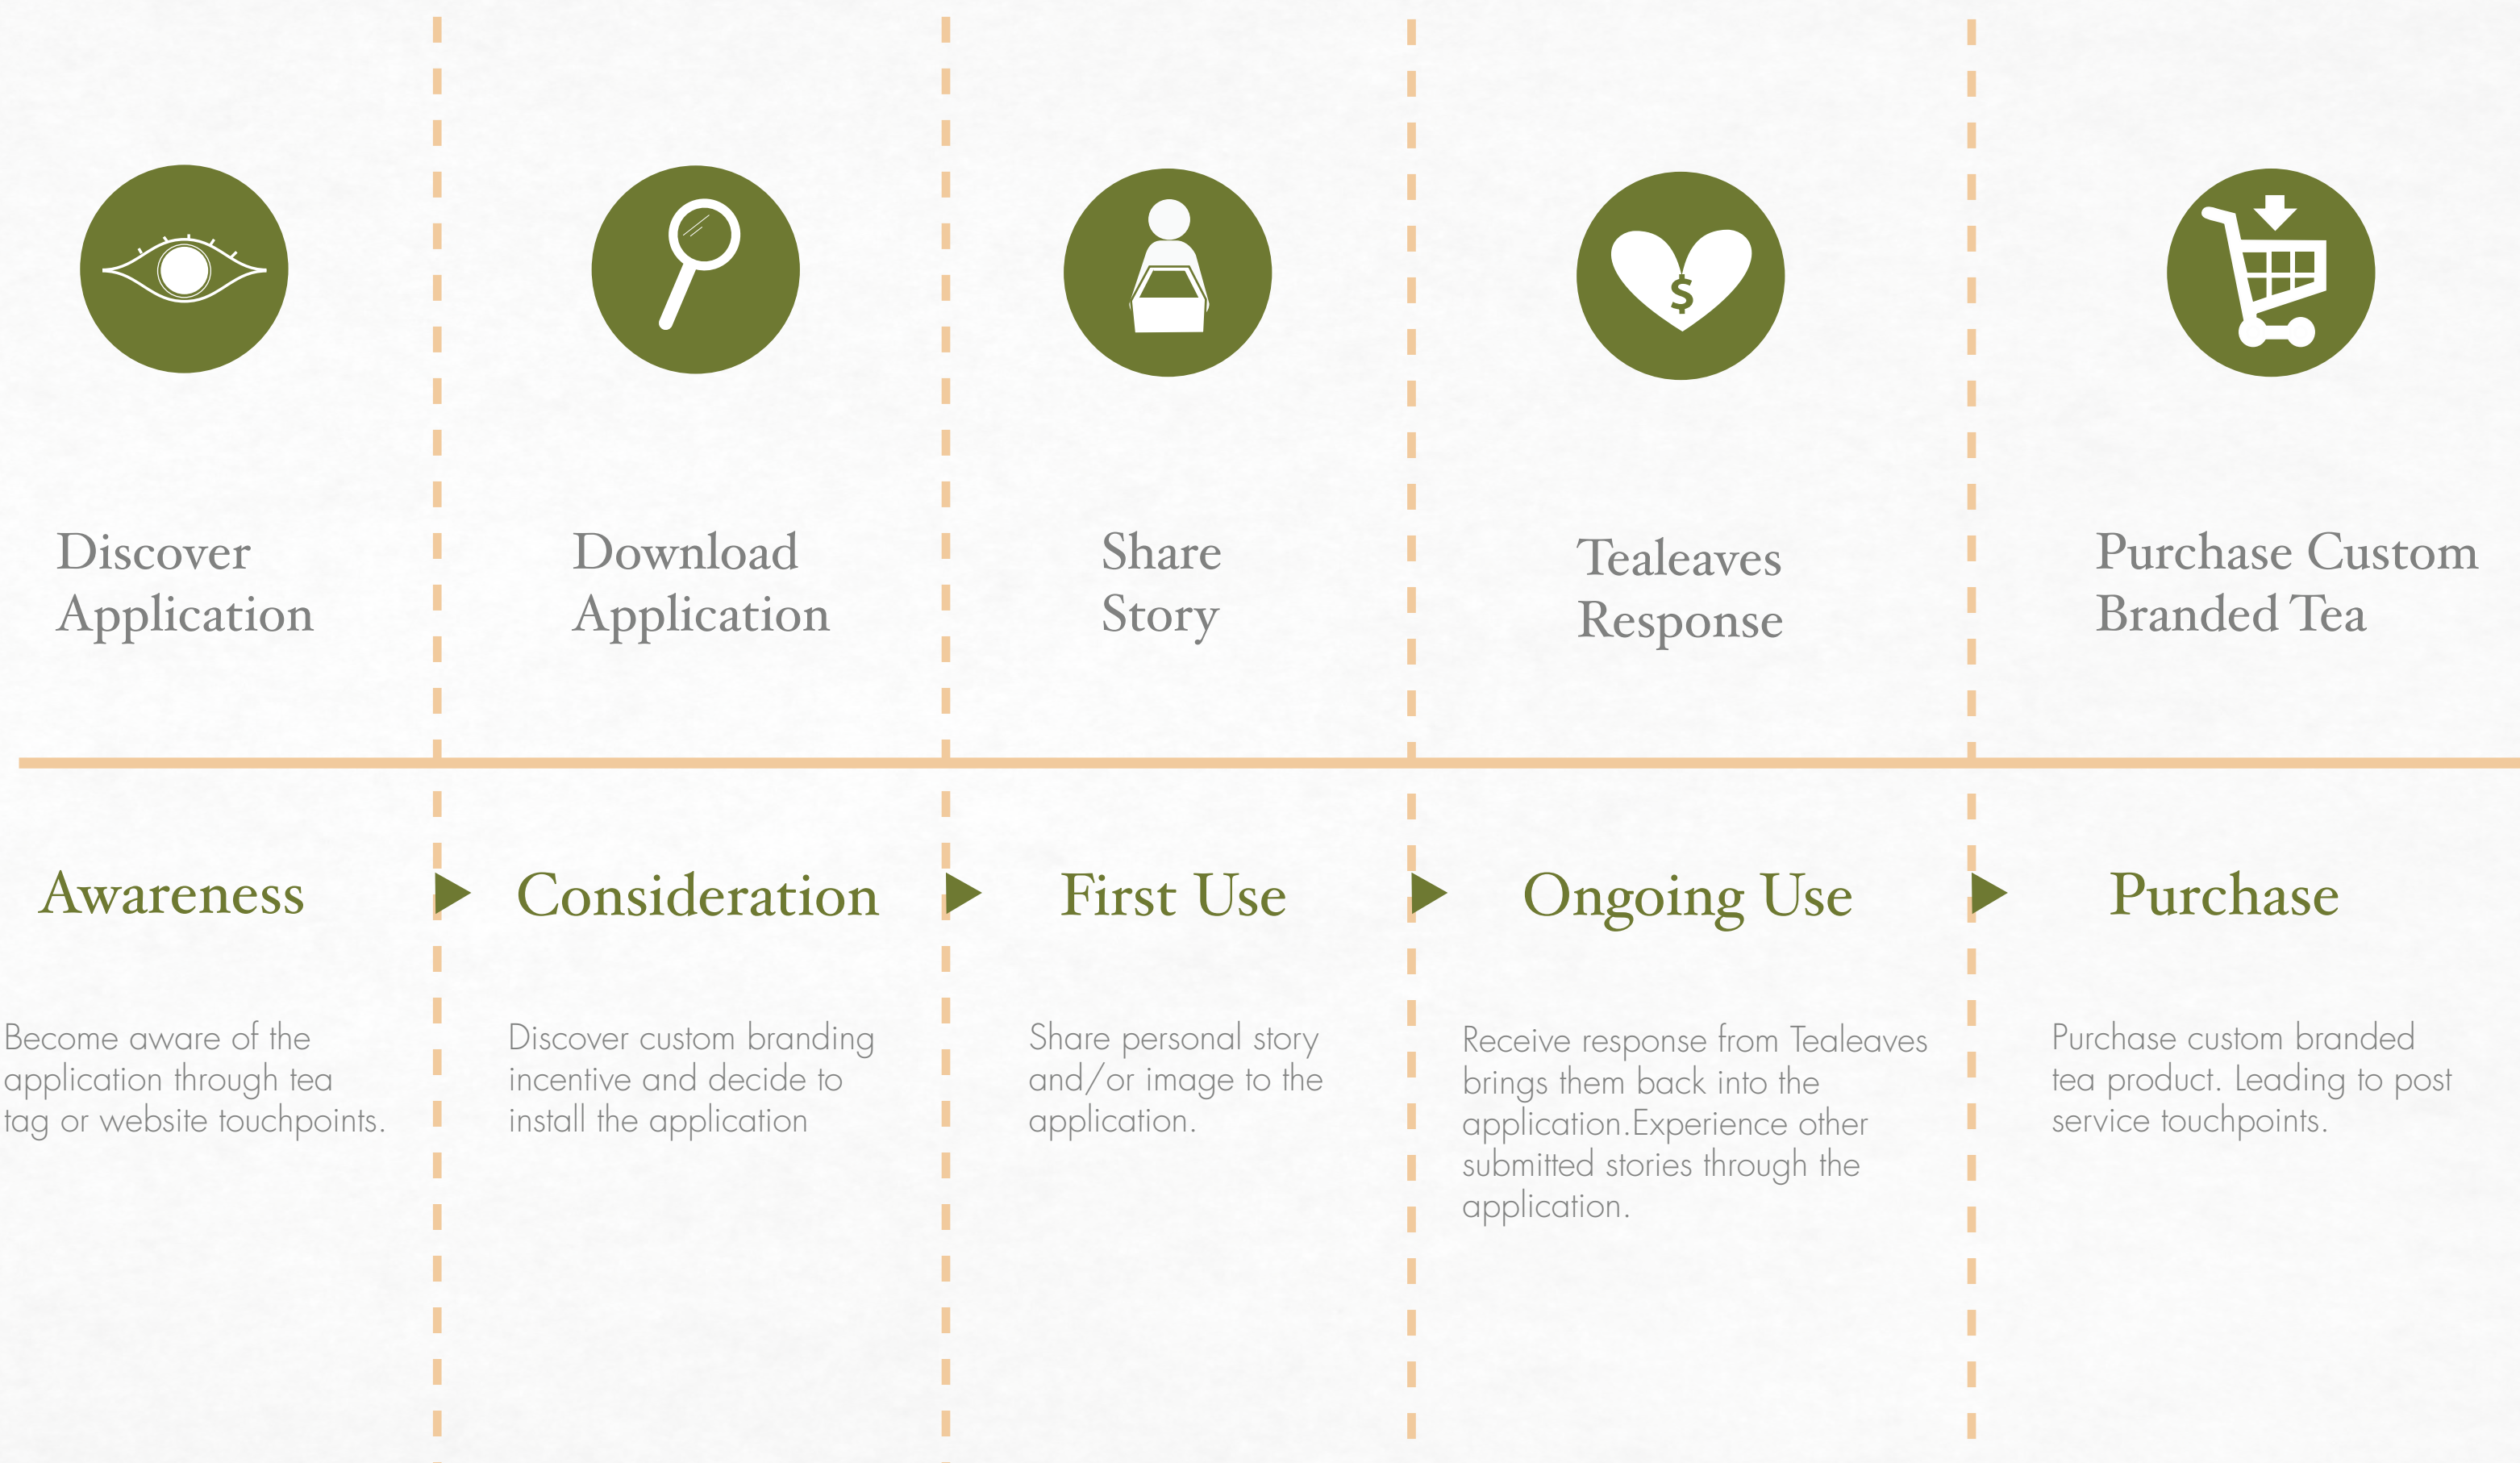 Discover
Application
Download
Application
Share
Story
Tealeaves
Response
Purchase Custom
Branded Tea
$
Awareness
Consideration
First Use
Ongoing Use
Purchase
Become aware of the
application through tea
tag or website touchpoints.
Discover custom branding
incentive and decide to
install the application
Share personal story
and/or image to the
application.
Receive response from Tealeaves
brings them back into the
application.Experience other
submitted stories through the
application.
Purchase custom branded
tea product. Leading to post
service touchpoints.